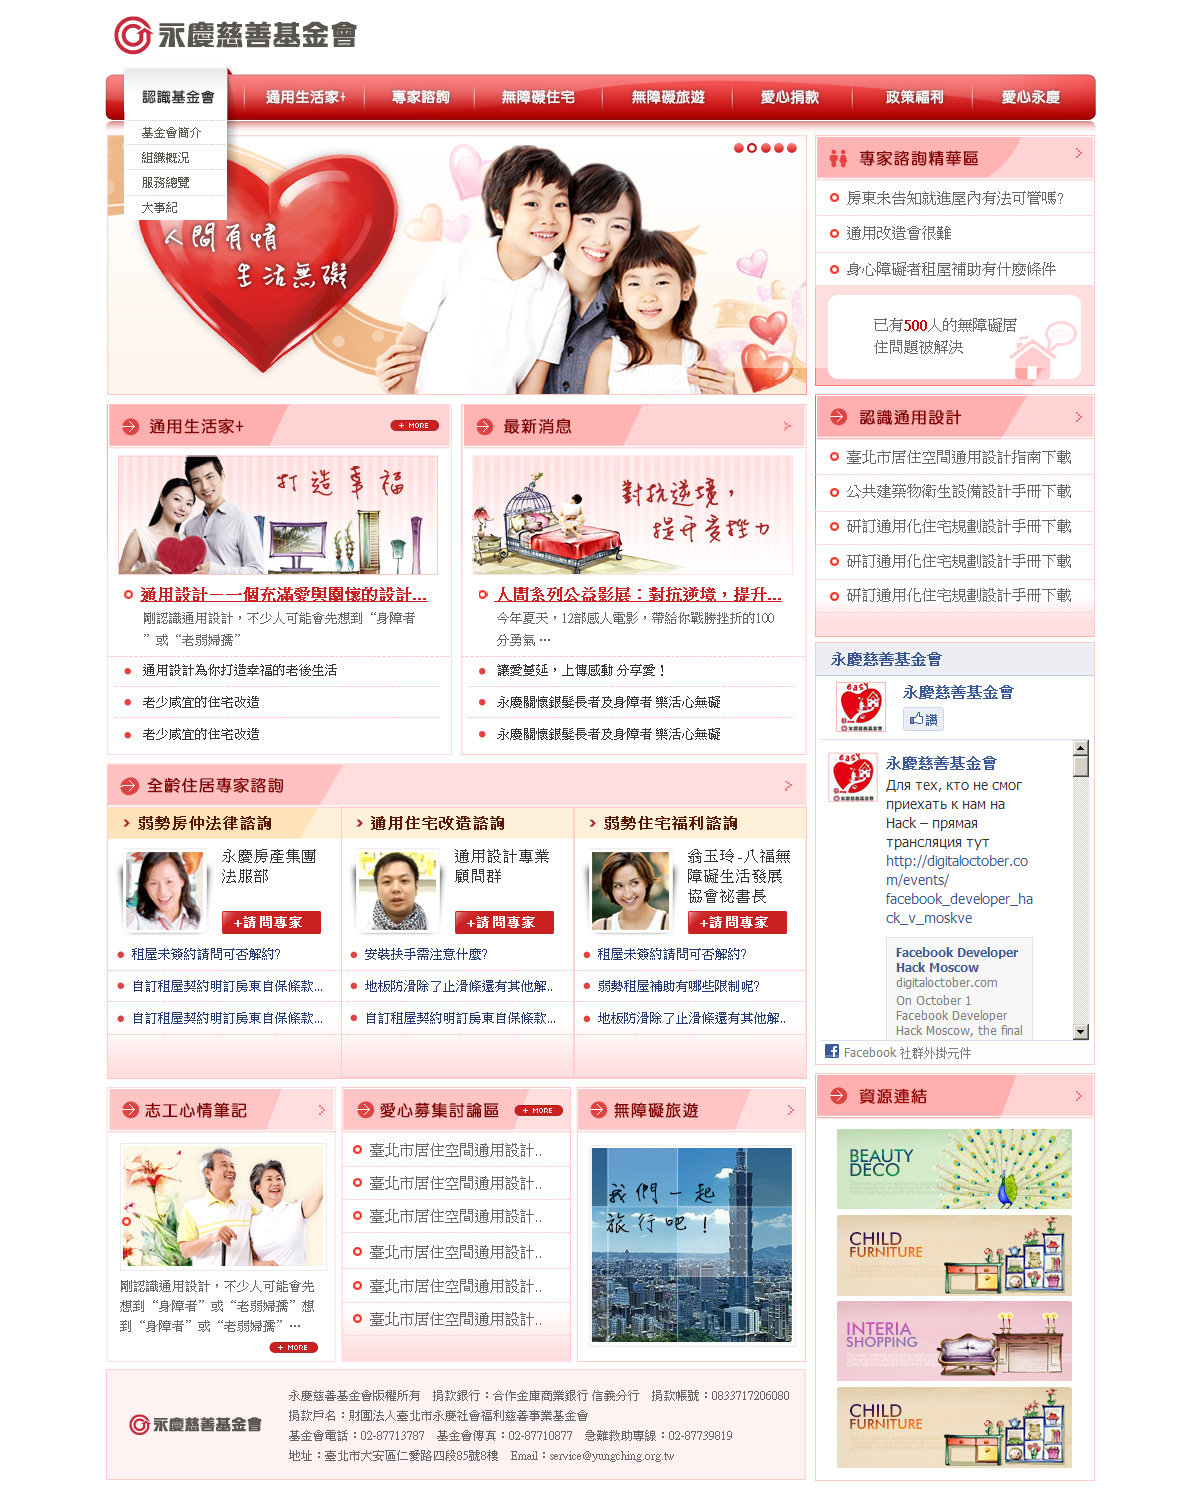 永慶慈善基金會
認識基金會
通用生活家+
專家諮詢
無障礙住宅
無障礙旅遊
愛心捐款
政策福利
愛心永慶
基金會簡介
組織概況
服務總覽
大事紀
人間有情
生活無礙
專家諮詢精華區
房東未告知就進屋內有法可管嗎?
通用改造會很難
身心障礙者租屋補助有什麼條件
已有500人的無障礙居
住問題被解決
通用生活家+
+ MORE
打造幸福
通用設計－一個充滿愛與關懷的設計...
剛認識通用設計，不少人可能會先想到“身障者
”或“老弱婦孺”
通用設計為你打造幸福的老後生活
老少咸宜的住宅改造
老少咸宜的住宅改造
最新消息
對抗逆境，
提升受挫力
人間系列公益影展：對抗逆境，提升...
今年夏天，12部感人電影，帶給你戰勝挫折的100
分勇氣 ···
讓愛蔓延，上傳感動 分享愛！
永慶關懷銀髮長者及身障者 樂活心無礙
永慶關懷銀髮長者及身障者 樂活心無礙
認識通用設計
臺北市居住空間通用設計指南下載
公共建築物衛生設備設計手冊下載
研訂通用化住宅規劃設計手冊下載
研訂通用化住宅規劃設計手冊下載
研訂通用化住宅規劃設計手冊下載
永慶慈善基金會
easy
永慶慈善基金會
讚
easy
永慶慈善基金會
Для тех, кто не смог
приехать к нам на
Hack – прямая
трансляция тут
http://digitaloctober.co
m/events/
facebook_developer_ha
ck_v_moskve
Facebook Developer
Hack Moscow
digitaloctober.com
On October 1
Facebook Developer
Hack Moscow, the final
Facebook 社群外掛元件
全齡住居專家諮詢
弱勢房仲法律諮詢
永慶房產集團
法服部
+請問專家
租屋未簽約請問可否解約?
自訂租屋契約明訂房東自保條款...
自訂租屋契約明訂房東自保條款...
通用住宅改造諮詢
通用設計專業
顧問群
+請問專家
安裝扶手需注意什麼?
地板防滑除了止滑條還有其他解..
自訂租屋契約明訂房東自保條款...
弱勢住宅福利諮詢
翁玉玲-八福無
障礙生活發展
協會祕書長
+請問專家
租屋未簽約請問可否解約?
弱勢租屋補助有哪些限制呢?
地板防滑除了止滑條還有其他解..
志工心情筆記
剛認識通用設計，不少人可能會先
想到“身障者”或“老弱婦孺”想
到“身障者”或“老弱婦孺”···
+ MORE
愛心募集討論區
+ MORE
臺北市居住空間通用設計..
臺北市居住空間通用設計..
臺北市居住空間通用設計..
臺北市居住空間通用設計..
臺北市居住空間通用設計..
臺北市居住空間通用設計..
無障礙旅遊
我們一起
旅行吧！
資源連結
BEAUTY
DECO
CHILD
FURNITURE
INTERIA
SHOPPING
CHILD
FURNITURE
永慶慈善基金會
永慶慈善基金會版權所有　捐款銀行：合作金庫商業銀行 信義分行　捐款帳號：0833717206080
捐款戶名：財團法人臺北市永慶社會福利慈善事業基金會
基金會電話：02-87713787　基金會傳真：02-87710877　急難救助專線：02-87739819
地址：臺北市大安區仁愛路四段85號8樓　Email：service@yungching.org.tw